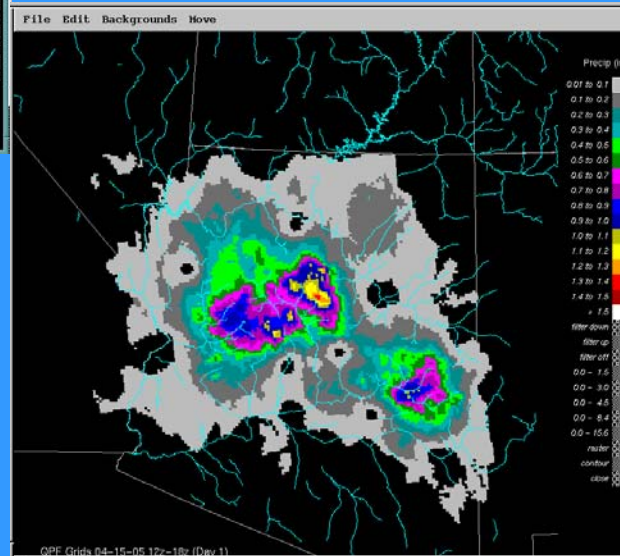 File Edit Backgrounds Move
Precip (in
0.01 to 0.1
0.1 to 0.2
0.2 to 0.3
0.3 to 0.4
0.4 to 0.5
0.5 to 0.6
0.6 to 0.7
0.7 to 0.8
0.8 to 0.9
0.9 to 1.0
1.0 to 1.1
1.1 to 1.2
1.2 to 1.3
1.3 to 1.4
1.4 to 1.5
> 1.5
filter down
filter up
filter off
0.0 - 1.5
0.0 - 3.0
0.0 - 4.5
0.0 - 8.4
0.0 - 15.6
contour
close
QPF Grids 04-15-05 12z-18z (Day 1)